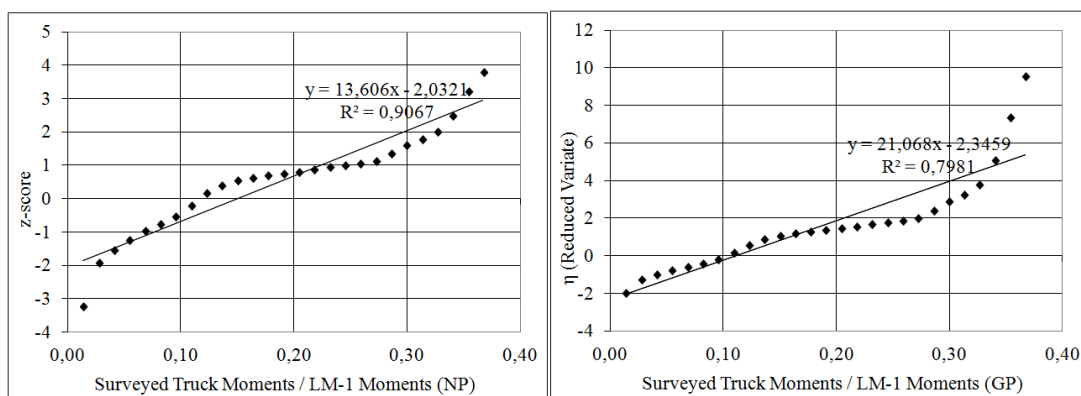 5
4
3
2
1
0
-1
-2
-3
-4
z-score
y = 13,606x - 2,0321
R² = 0,9067
0,00 0,10 0,20 0,30 0,40
Surveyed Truck Moments / LM-1 Moments (NP)
12
10
8
6
4
2
0
-2
-4
η (Reduced Variate)
y = 21,068x - 2,3459
R² = 0,7981
0,00 0,10 0,20 0,30 0,40
Surveyed Truck Moments / LM-1 Moments (GP)